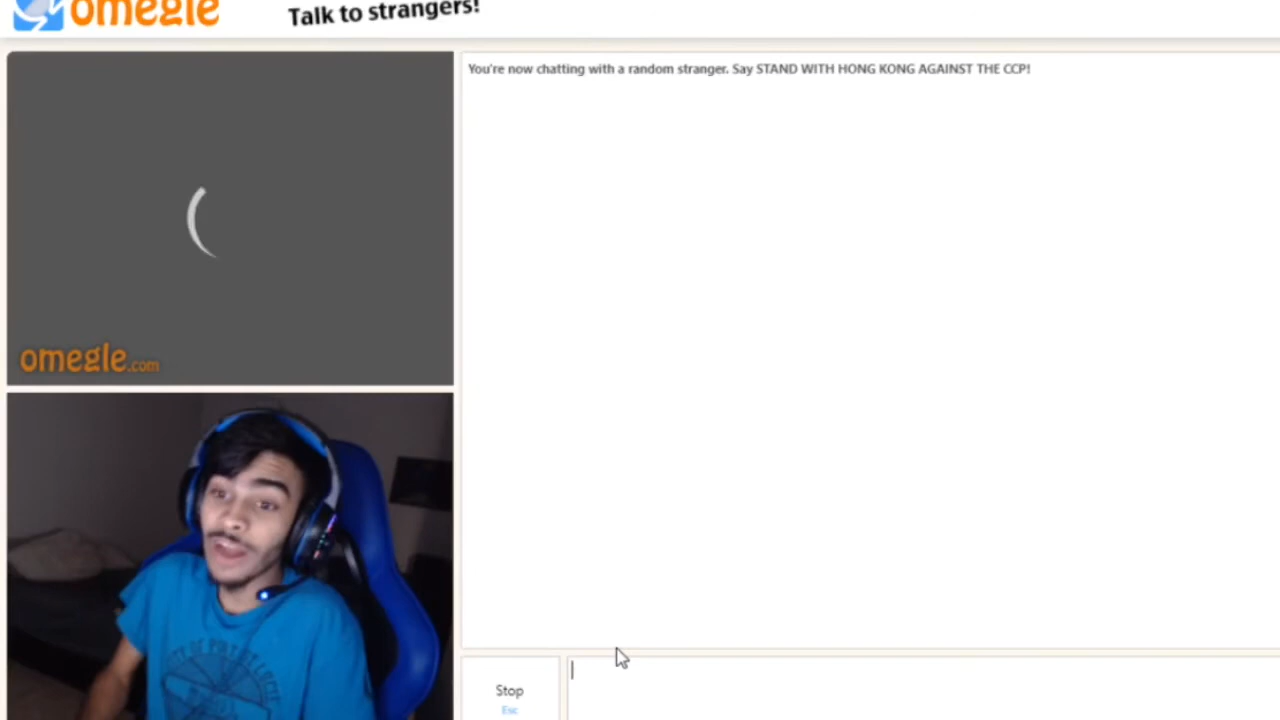 omegle
Talk to strangers!
You're now chatting with a random stranger. Say STAND WITH HONG KONG AGAINST THE CCP!
omegle.com
Stop
Esc